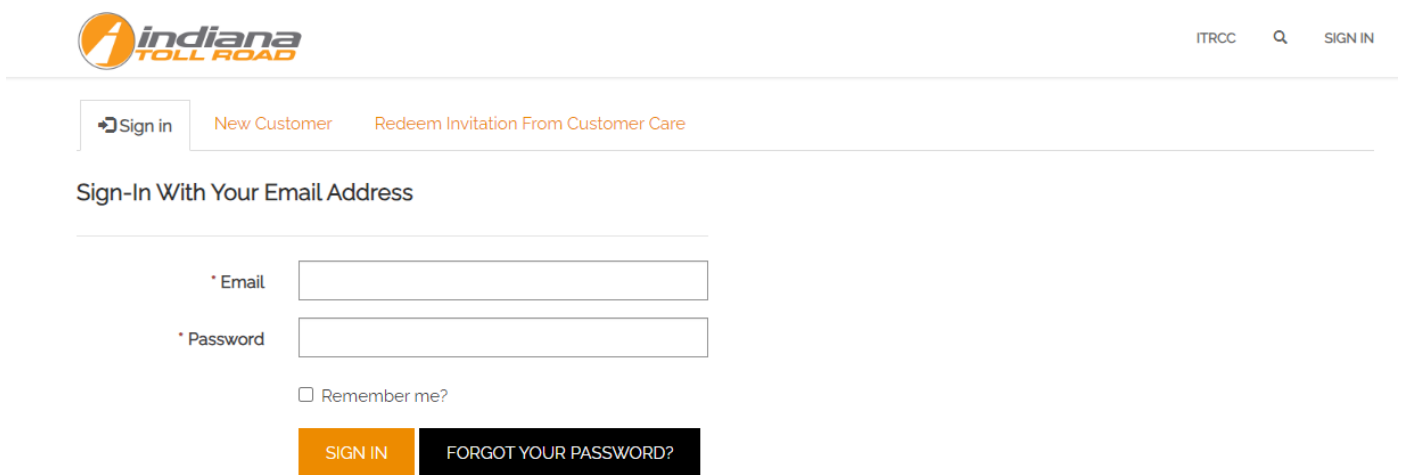 indiana
TOLL ROAD
ITRCC
SIGN IN
Sign in
New Customer
Redeem Invitation From Customer Care
Sign-In With Your Email Address
* Email
* Password
Remember me?
SIGN IN
FORGOT YOUR PASSWORD?